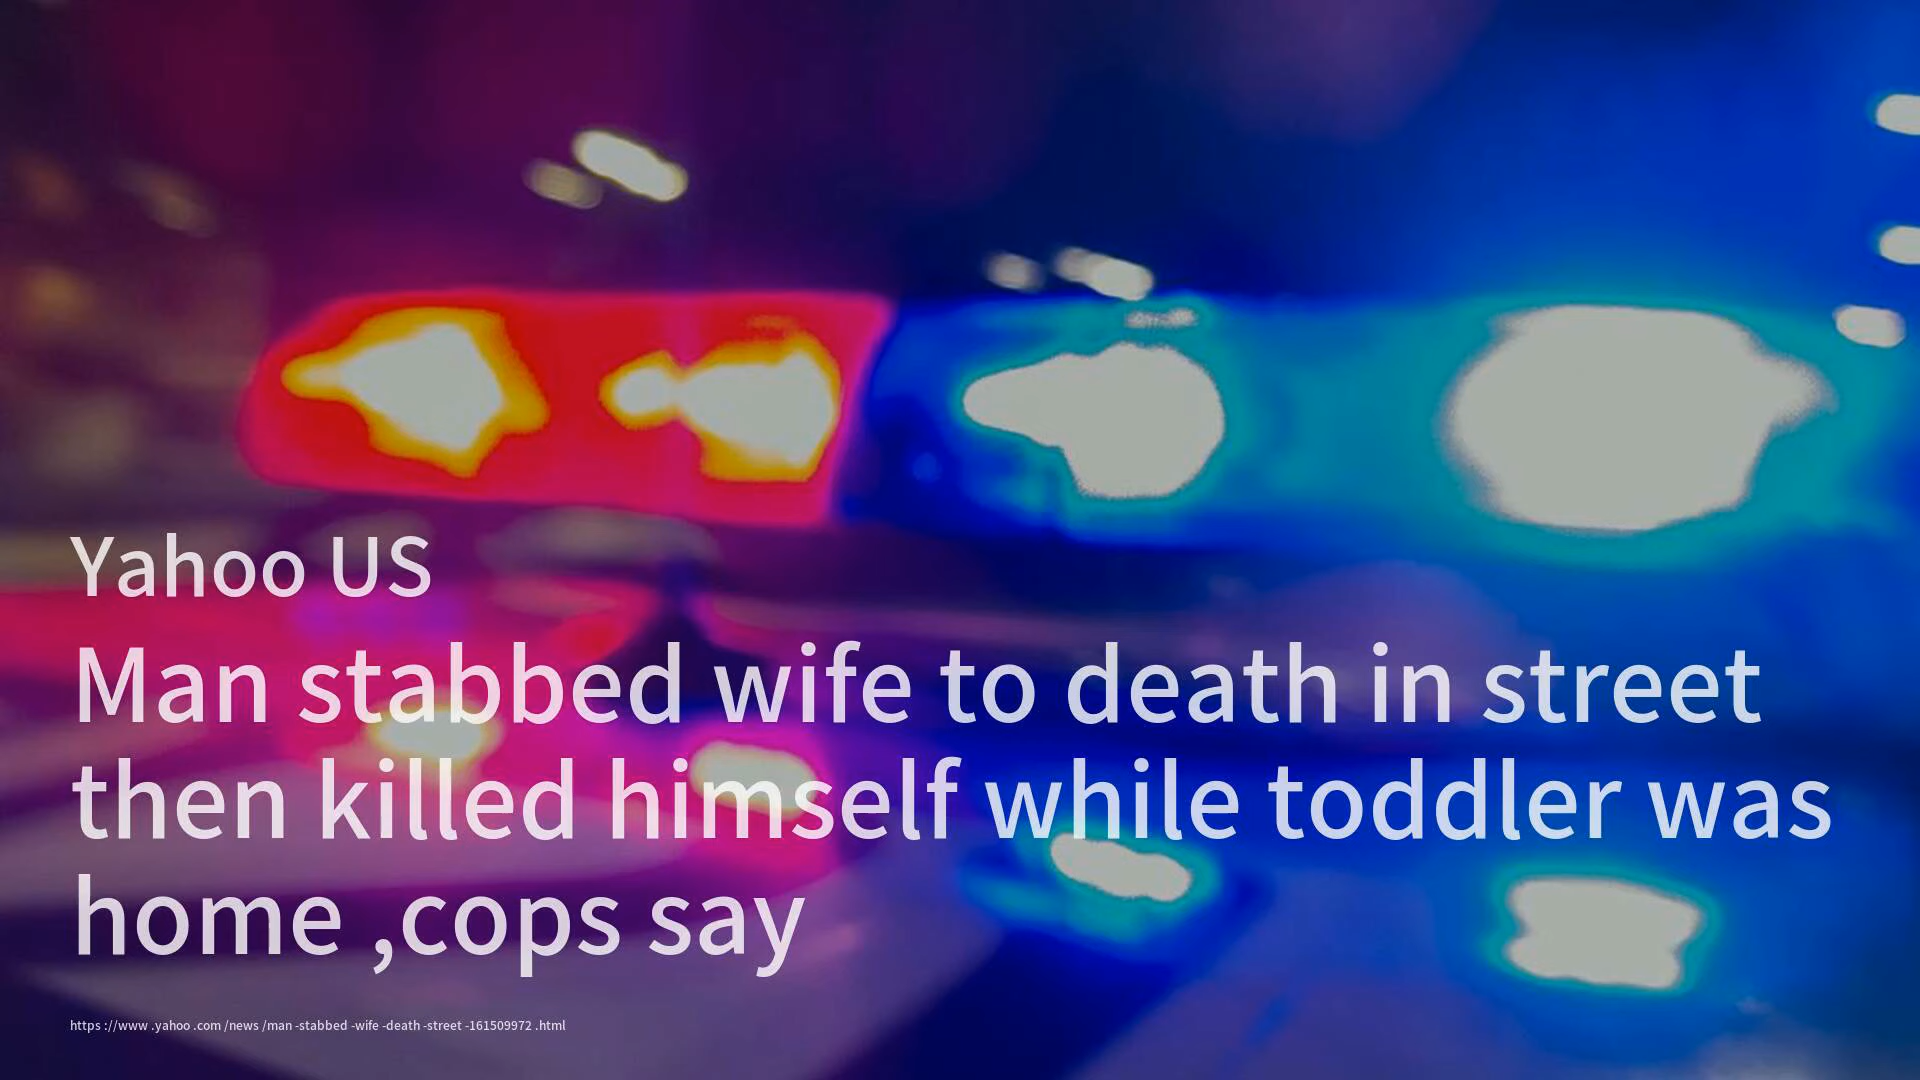 Yahoo US
Man stabbed wife to death in street
then killed himself while toddler was
home ,cops say
https ://www .yahoo .com /news /man -stabbed -wife -death -street -161509972 .html